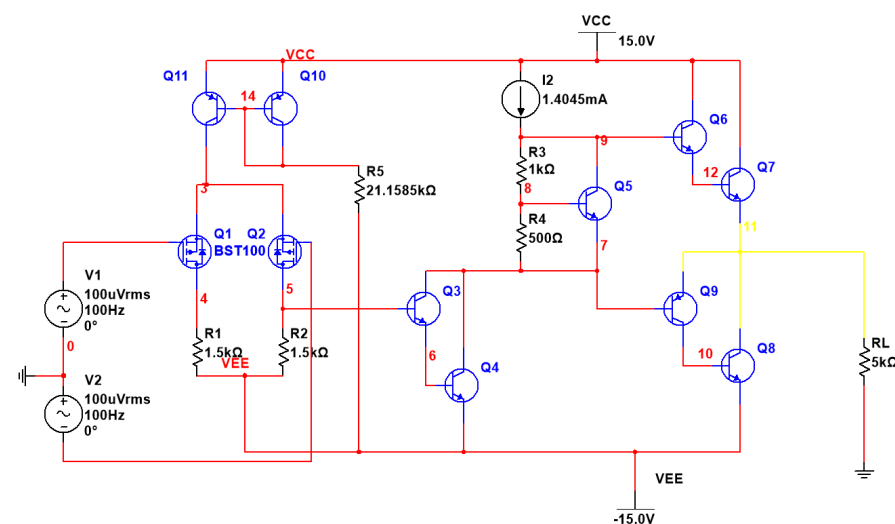 VCC
15.0V
VCC
Q11
Q10
14
I2
1.4045mA
9
Q6
R3
1kΩ
8
Q5
12
Q7
R5
21.1585kΩ
3
R4
500Ω
Q1
Q2
BST100
11
7
V1
100uVrms
100Hz
0°
4
5
Q3
Q9
0
R1
1.5kΩ
R2
1.5kΩ
VEE
6
Q4
10
Q8
RL
5kΩ
V2
100uVrms
100Hz
0°
VEE
-15.0V